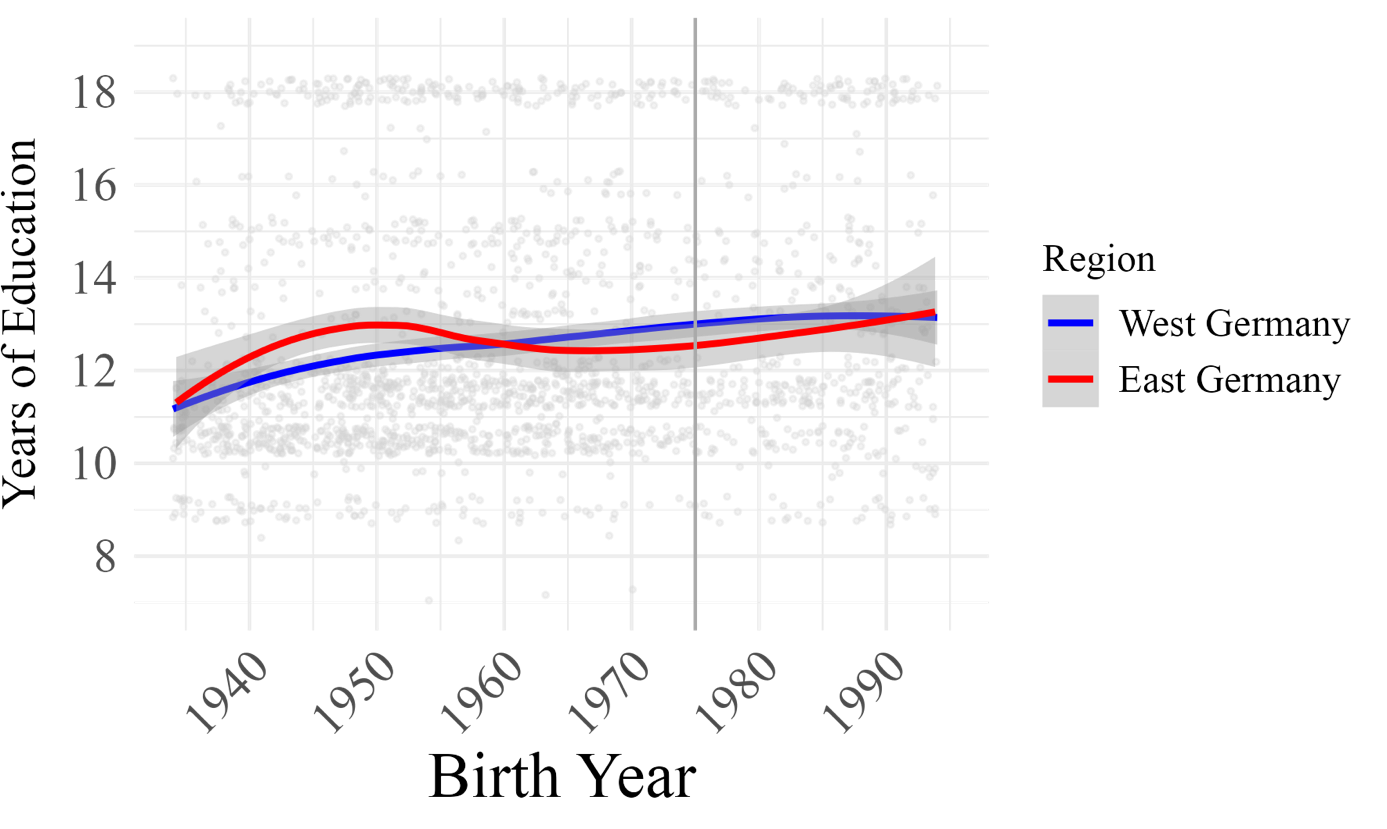 Years of Education
18
16
14
12
10
8
1940
1950
1960
1970
1980
1990
Birth Year
Region
West Germany
East Germany